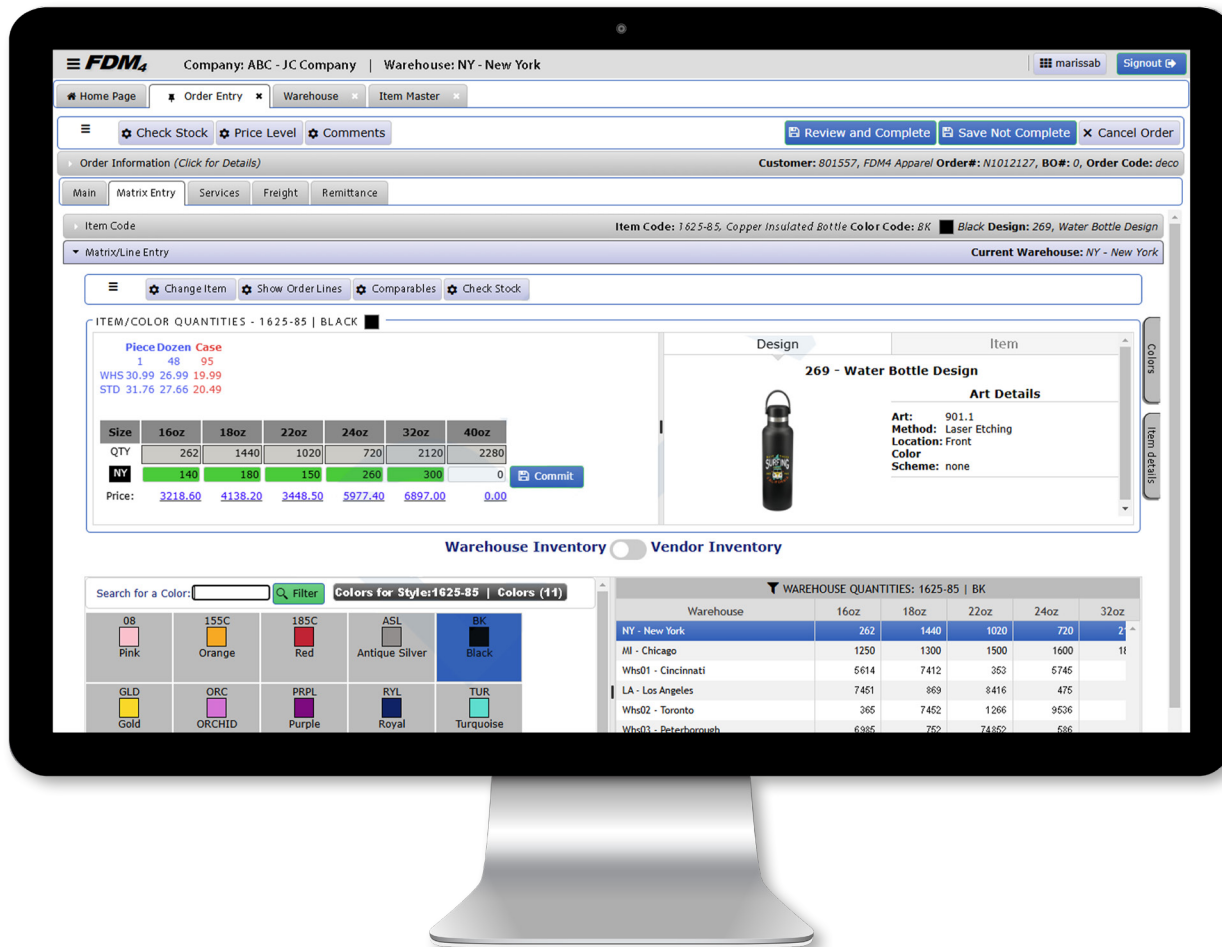 FDM4 Company: ABC - JC Company | Warehouse: NY - New York marissab Signout
Home Page Order Entry Warehouse Item Master
Check Stock Price Level Comments Review and Complete Save Not Complete Cancel Order
Order Information (Click for Details) Customer: 801557, FDM4 Apparel Order#: N1012127, BO#: 0, Order Code: deco
Main Matrix Entry Services Freight Remittance
Item Code Item Code: 1625-85, Copper Insulated Bottle Color Code: BK Black Design: 269, Water Bottle Design
Matrix/Line Entry Current Warehouse: NY - New York
Change Item Show Order Lines Comparables Check Stock
ITEM/COLOR QUANTITIES - 1625-85 | BLACK
Piece Dozen Case
1 48 95
WHS 30.99 26.99 19.99
STD 31.76 27.66 20.49
Size 16oz 18oz 22oz 24oz 32oz 40oz
QTY 262 1440 1020 720 2120 2280
NY 140 180 150 260 300 0 Commit
Price: 3218.60 4138.20 3448.50 5977.40 6897.00 0.00
Design Item
269 - Water Bottle Design
Art Details
Art: 901.1
Method: Laser Etching
Location: Front
Color
Scheme: none
SURFING
Colors
Item details
Warehouse Inventory Vendor Inventory
Search for a Color: Filter Colors for Style:1625-85 | Colors (11)
08 155C 185C ASL BK
Pink Orange Red Antique Silver Black
GLD ORC PRPL RYL TUR
Gold ORCHID Purple Royal Turquoise
WAREHOUSE QUANTITIES: 1625-85 | BK
Warehouse 16oz 18oz 22oz 24oz 32oz
NY - New York 262 1440 1020 720
MI - Chicago 1250 1300 1500 1600
Whs01 - Cincinnati 5614 7412 353 5745
LA - Los Angeles 7451 869 8416 475
Whs02 - Toronto 365 7452 1266 9536
Whs03 - Peterborough 6985 752 74852 586